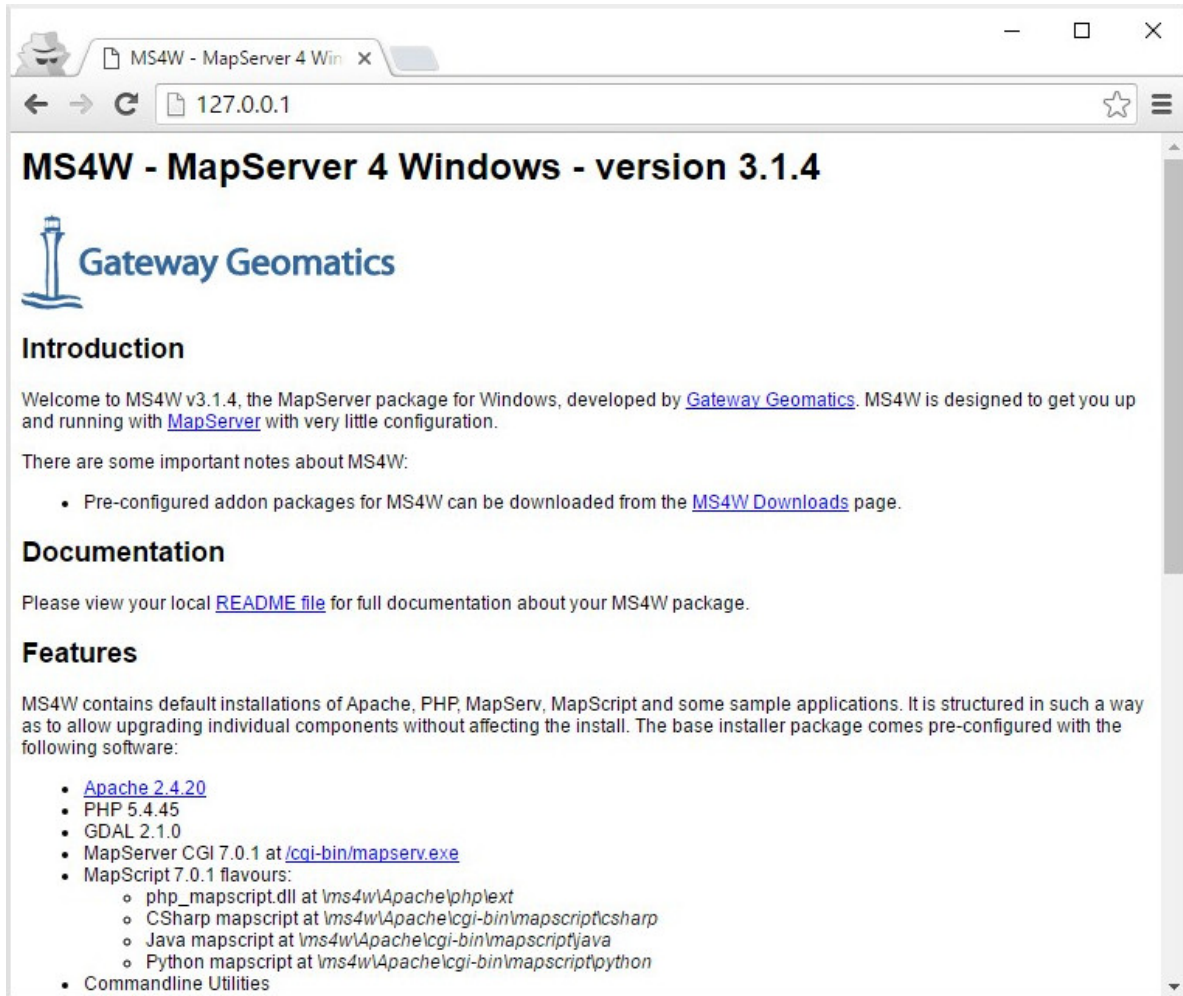 MS4W - MapServer 4 Win
127.0.0.1
MS4W - MapServer 4 Windows - version 3.1.4
Gateway Geomatics
Introduction
Welcome to MS4W v3.1.4, the MapServer package for Windows, developed by Gateway Geomatics. MS4W is designed to get you up
and running with MapServer with very little configuration.
There are some important notes about MS4W:
• Pre-configured addon packages for MS4W can be downloaded from the MS4W Downloads page.
Documentation
Please view your local README file for full documentation about your MS4W package.
Features
MS4W contains default installations of Apache, PHP, MapServ, MapScript and some sample applications. It is structured in such a way
as to allow upgrading individual components without affecting the install. The base installer package comes pre-configured with the
following software:
• Apache 2.4.20
• PHP 5.4.45
• GDAL 2.1.0
• MapServer CGI 7.0.1 at /cgi-bin/mapserv.exe
• MapScript 7.0.1 flavours:
◦ php_mapscript.dll at \ms4w\Apache\php\ext
◦ CSharp mapscript at \ms4w\Apache\cgi-bin\mapscript\csharp
◦ Java mapscript at \ms4w\Apache\cgi-bin\mapscript\java
◦ Python mapscript at \ms4w\Apache\cgi-bin\mapscript\python
• Commandline Utilities